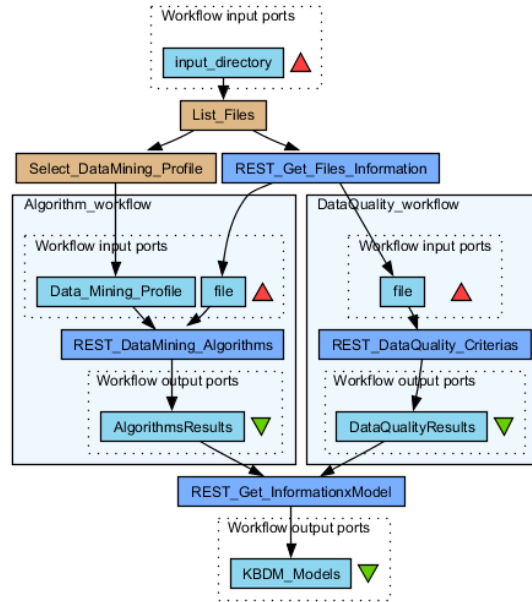 Workflow input ports
input_directory
List_Files
Select_DataMining_Profile
REST_Get_Files_Information
Algorithm_workflow
Workflow input ports
Data_Mining_Profile
file
REST_DataMining_Algorithms
Workflow output ports
AlgorithmsResults
DataQuality_workflow
Workflow input ports
file
REST_DataQuality_Criterias
Workflow output ports
DataQualityResults
REST_Get_InformationxModel
Workflow output ports
KBDM_Models